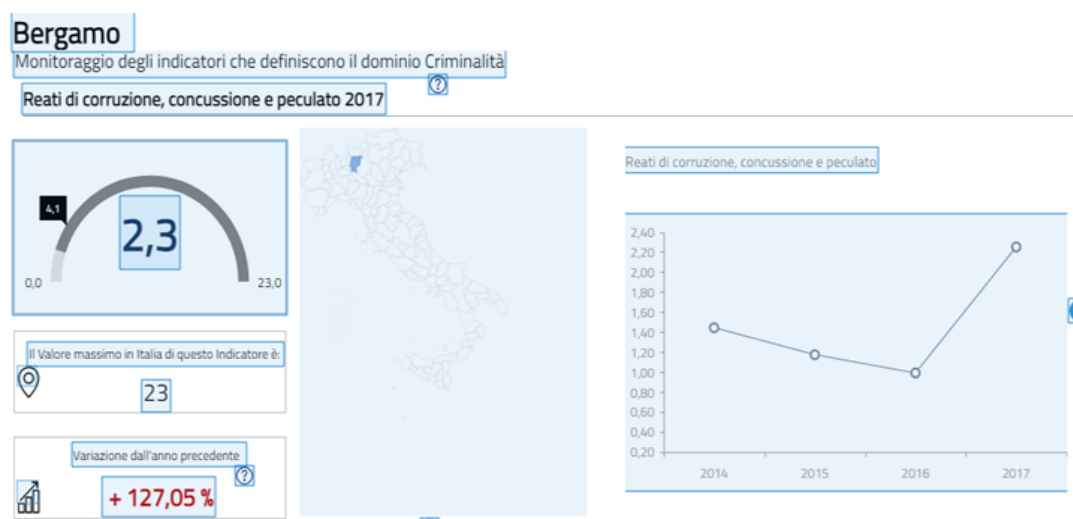 Bergamo
Monitoraggio degli indicatori che definiscono il dominio Criminalità
?
Reati di corruzione, concussione e peculato 2017
4,1
2,3
0,0
23,0
Il Valore massimo in Italia di questo Indicatore è:
23
Variazione dall'anno precedente
?
+ 127,05 %
Reati di corruzione, concussione e peculato
2,40
2,20
2,00
1,80
1,60
1,40
1,20
1,00
0,80
0,60
0,40
0,20
2014 2015 2016 2017